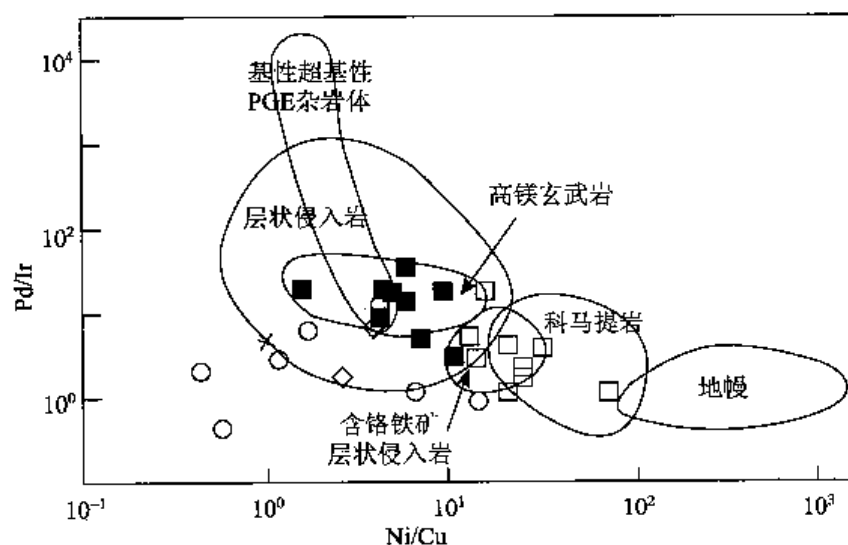 10⁴
基性超基性
PGE杂岩体
高镁玄武岩
层状侵入岩
10²
Pd/Ir
科马提岩
10⁰
地幔
含铬铁矿
层状侵入岩
10⁻¹
10⁰
10¹
10²
10³
Ni/Cu